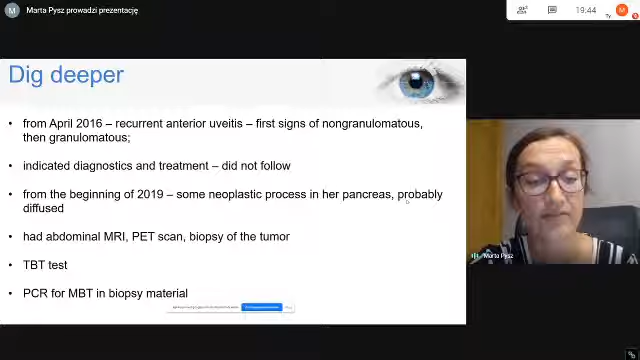 M
Marta Pysz prowadzi prezentację
19:44
M
Ty
Dig deeper
• from April 2016 – recurrent anterior uveitis – first signs of nongranulomatous,
then granulomatous;
• indicated diagnostics and treatment – did not follow
• from the beginning of 2019 – some neoplastic process in her pancreas, probably
diffused
• had abdominal MRI, PET scan, biopsy of the tumor
• TBT test
• PCR for MBT in biopsy material
Marta Pysz